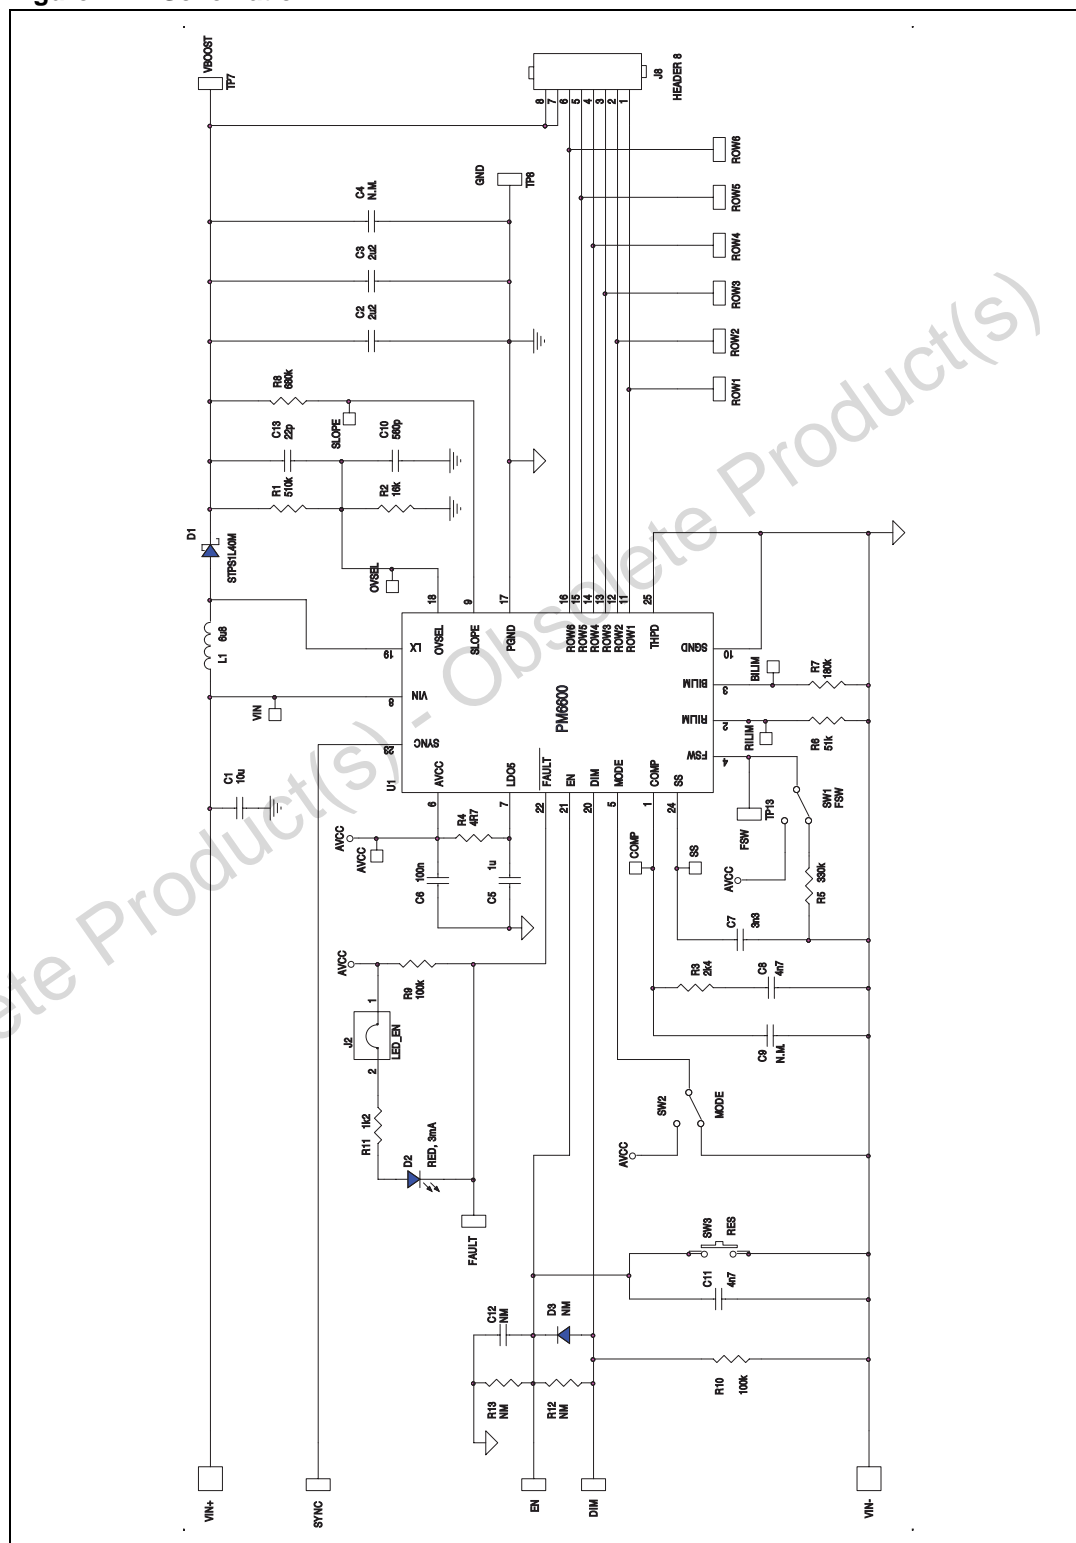 VBOOST
TP7
J8
HEADER 8
8
7
6
5
4
3
2
1
ROW6
ROW5
ROW4
ROW3
ROW2
ROW1
GND
TP6
C4
N.M.
C3
2u2
C2
2u2
R8
680k
SLOPE
C13
22p
C10
560p
R1
510k
R2
16k
D1
STPS1L40M
OVSEL
L1
6u8
VIN
C1
10u
U1
PM6600
19
LX
8
VIN
SYNC
18
OVSEL
9
SLOPE
17
PGND
16
ROW6
15
ROW5
14
ROW4
13
ROW3
12
ROW2
11
ROW1
25
THPD
10
SGND
3
BILIM
2
RILIM
4
FSW
6
AVCC
7
LDO5
22
FAULT
21
EN
20
DIM
5
MODE
1
COMP
24
SS
BILIM
R7
180k
RILIM
R6
51k
FSW
TP13
SW1
FSW
AVCC
R5
330k
AVCC
AVCC
R4
4R7
C6
100n
C5
1u
COMP
SS
C7
3n3
R3
2k4
C8
4n7
C9
N.M.
AVCC
R9
100k
J2
LED_EN
1
2
R11
1k2
D2
RED, 3mA
FAULT
SW2
MODE
AVCC
SW3
RES
C11
4n7
C12
NM
D3
NM
R13
NM
R12
NM
R10
100k
VIN+
SYNC
EN
DIM
VIN-
Product(s) - Obsolete Product(s)